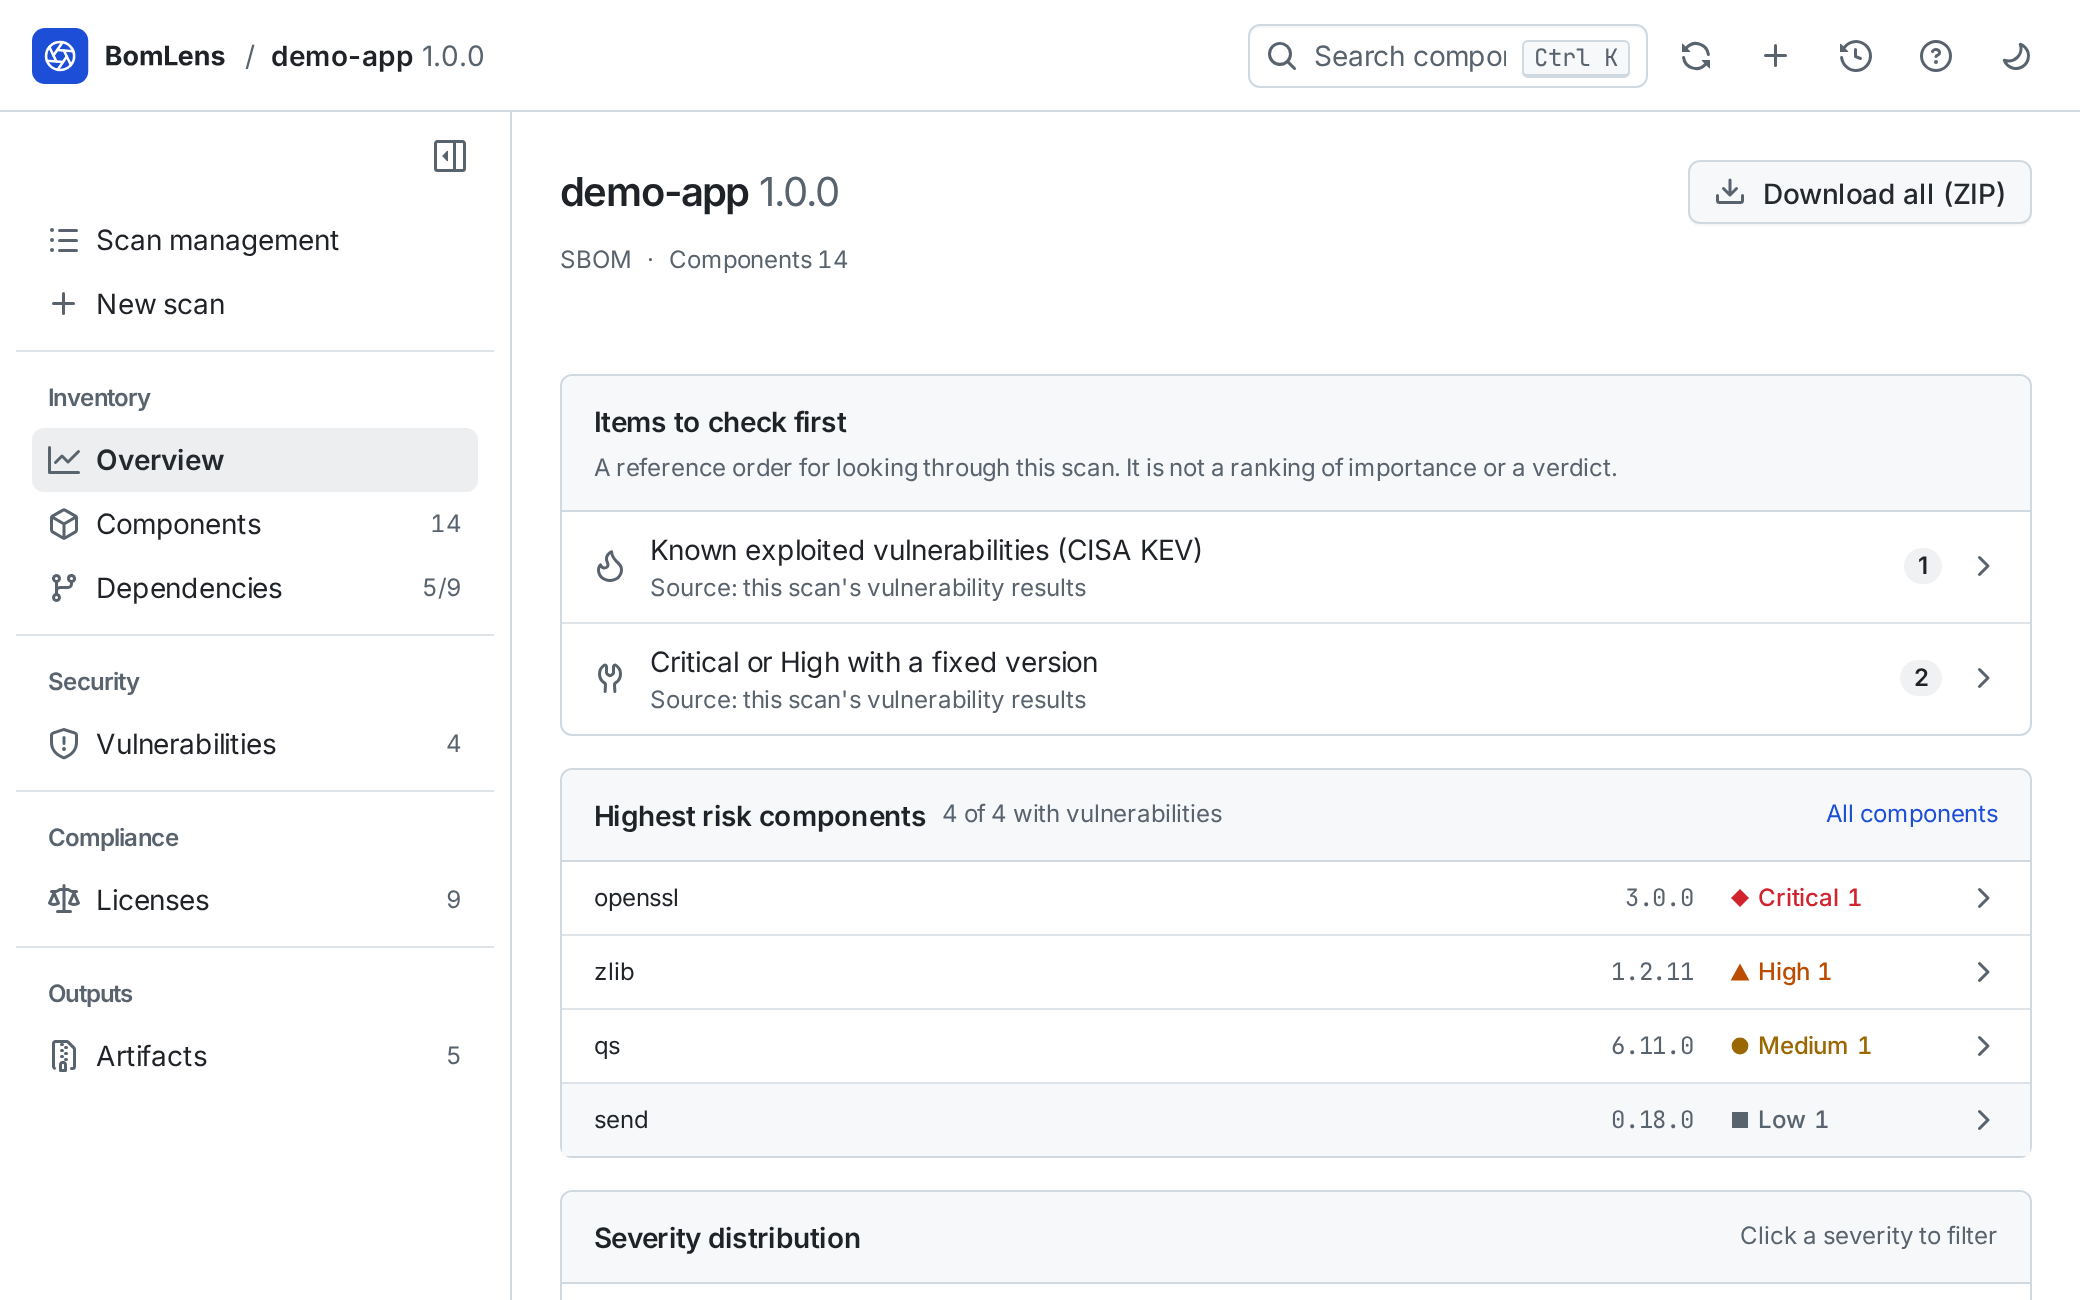 BomLens / demo-app 1.0.0
Search compor Ctrl K
Scan management
New scan
Inventory
Overview
Components 14
Dependencies 5/9
Security
Vulnerabilities 4
Compliance
Licenses 9
Outputs
Artifacts 5
demo-app 1.0.0
Download all (ZIP)
SBOM · Components 14
Items to check first
A reference order for looking through this scan. It is not a ranking of importance or a verdict.
Known exploited vulnerabilities (CISA KEV)
Source: this scan's vulnerability results
1
Critical or High with a fixed version
Source: this scan's vulnerability results
2
Highest risk components 4 of 4 with vulnerabilities All components
openssl 3.0.0 Critical 1
zlib 1.2.11 High 1
qs 6.11.0 Medium 1
send 0.18.0 Low 1
Severity distribution Click a severity to filter